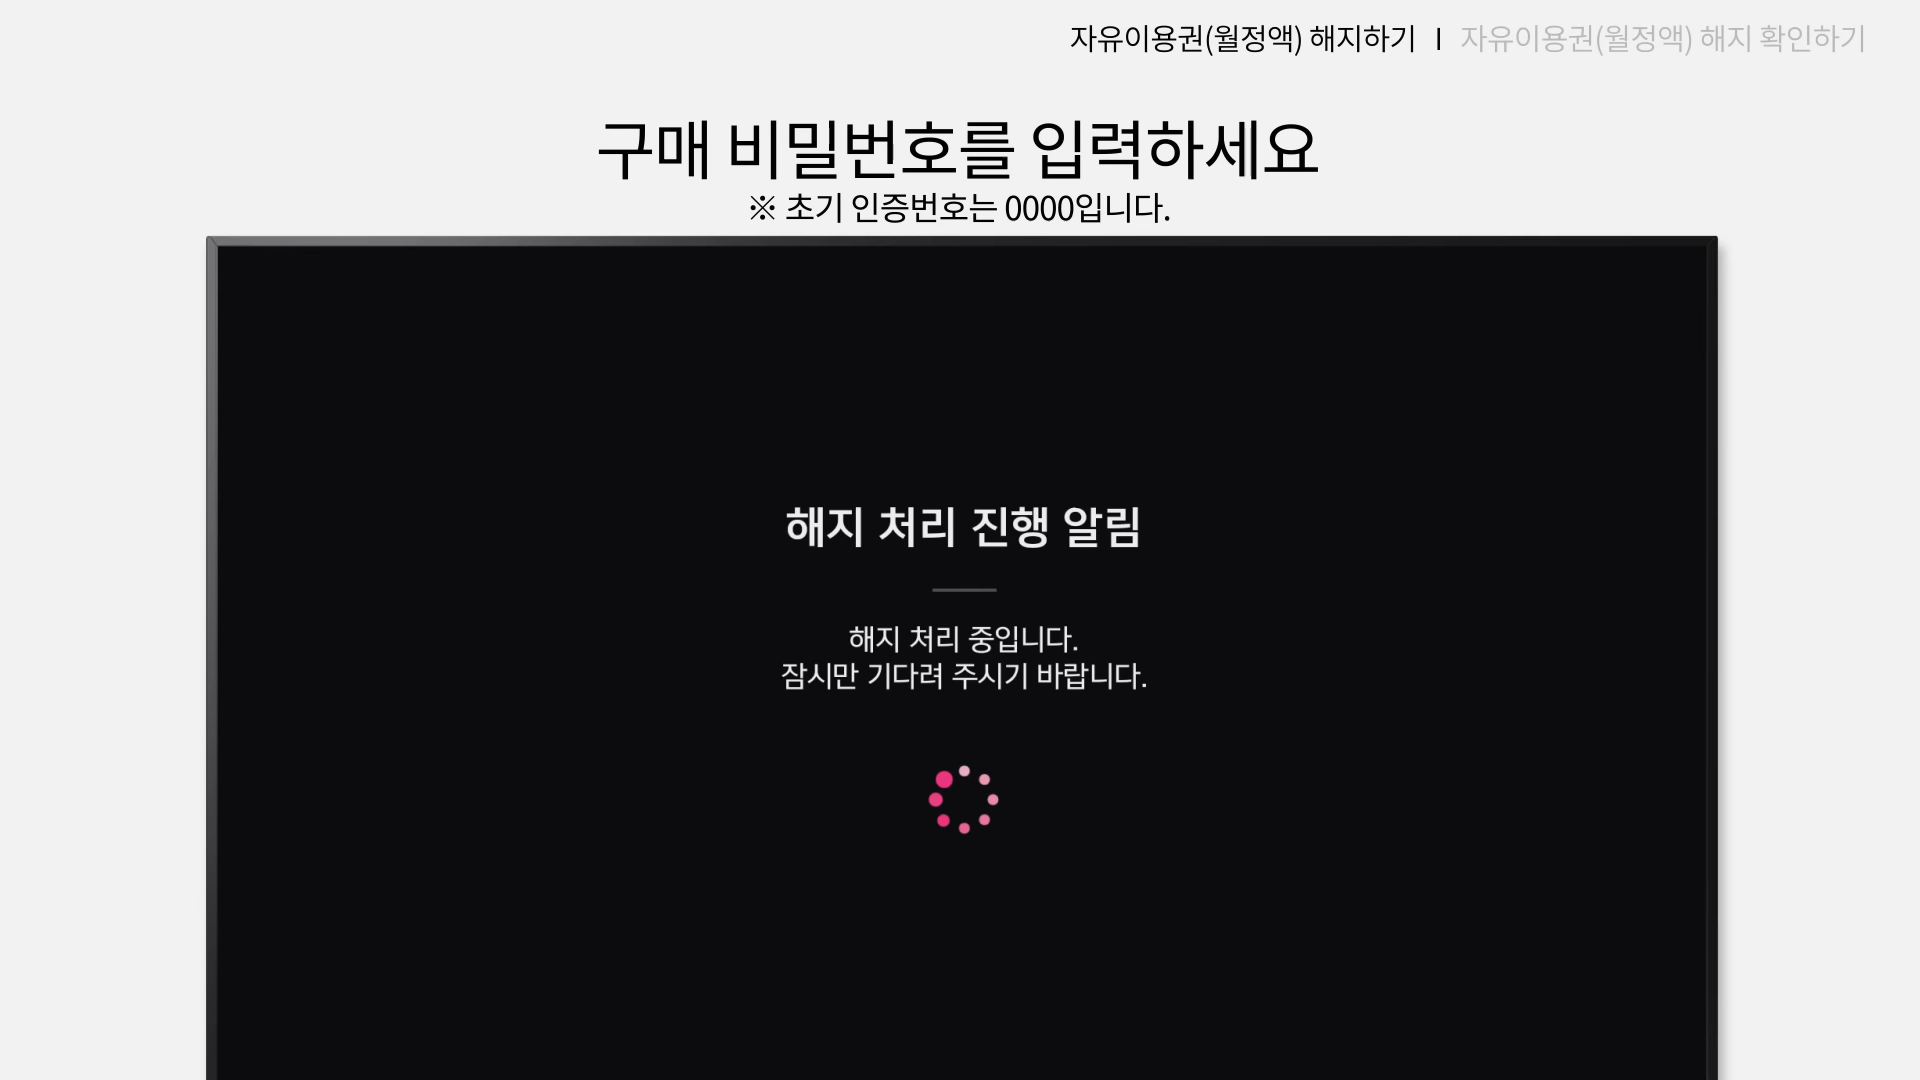 자유이용권(월정액) 해지하기 | 자유이용권(월정액) 해지 확인하기
구매 비밀번호를 입력하세요
※ 초기 인증번호는 0000입니다.
해지 처리 진행 알림
해지 처리 중입니다.
잠시만 기다려 주시기 바랍니다.